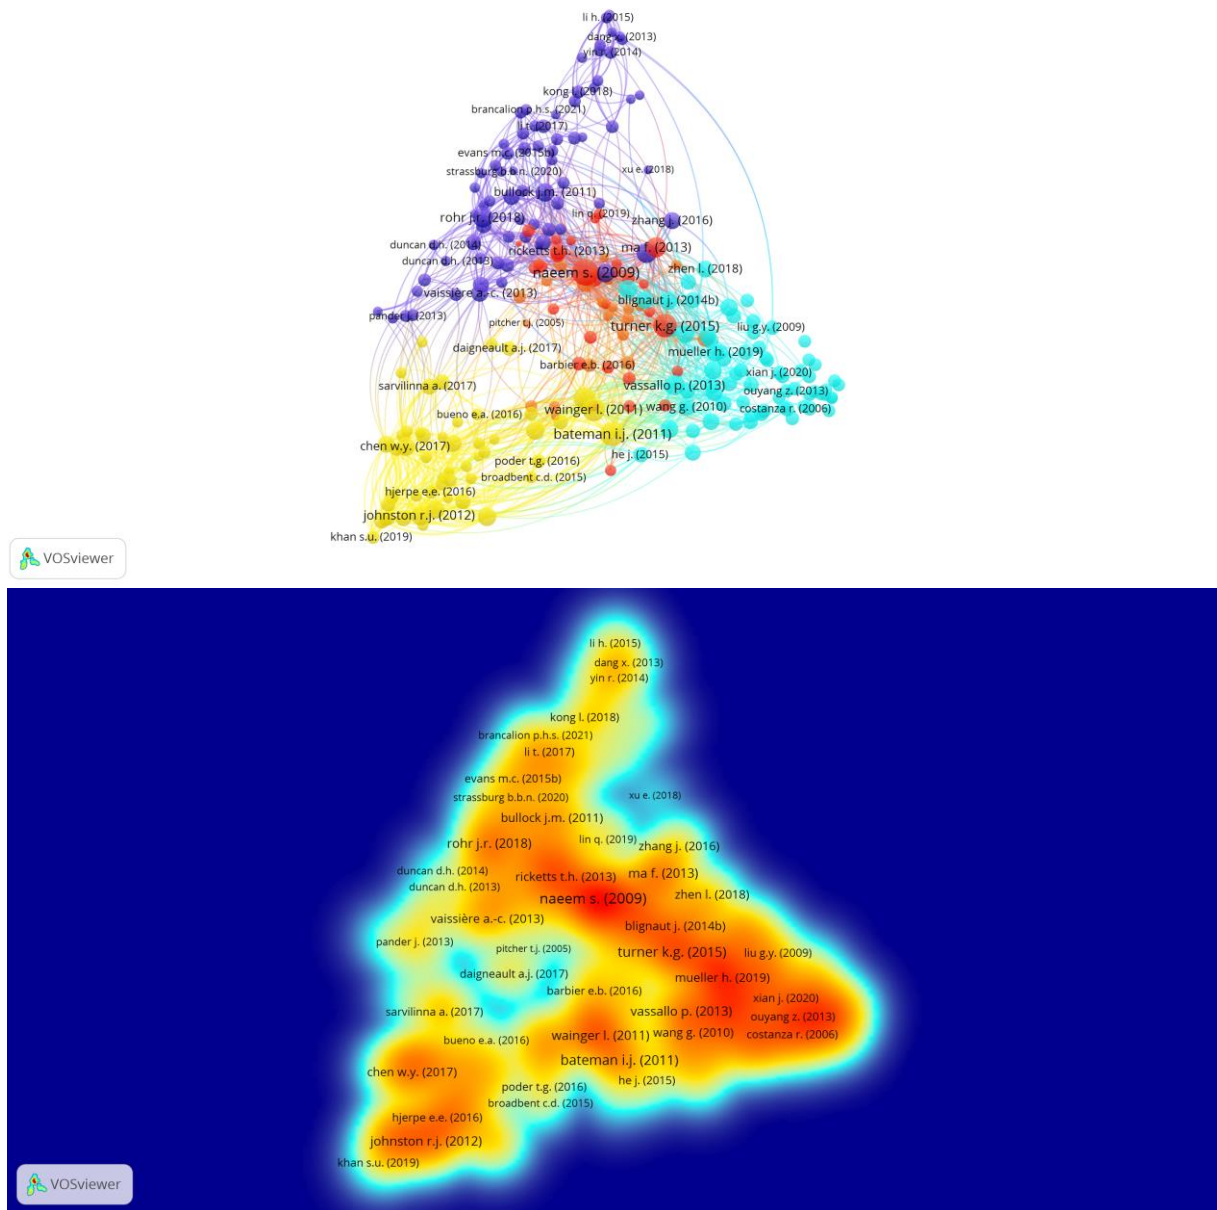 li h. (2015)
dang x. (2013)
yin r. (2014)
kong l. (2018)
brancalion p.h.s. (2021)
li t. (2017)
evans m.c. (2015b)
strassburg b.b.n. (2020)
xu e. (2018)
bullock j.m. (2011)
rohr j.r. (2018)
lin q. (2019)
zhang j. (2016)
duncan d.h. (2014)
ricketts t.h. (2013)
ma f. (2013)
duncan d.h. (2013)
naeem s. (2009)
zhen l. (2018)
vaissière a.-c. (2013)
blignaut j. (2014b)
pander j. (2013)
pitcher t.j. (2005)
turner k.g. (2015)
liu g.y. (2009)
daigneault a.j. (2017)
mueller h. (2019)
barbier e.b. (2016)
xian j. (2020)
sarvilinna a. (2017)
vassallo p. (2013)
ouyang z. (2013)
bueno e.a. (2016)
wainger l. (2011)
wang g. (2010)
costanza r. (2006)
chen w.y. (2017)
bateman i.j. (2011)
he j. (2015)
poder t.g. (2016)
broadbent c.d. (2015)
hjerpe e.e. (2016)
johnston r.j. (2012)
khan s.u. (2019)
VOSviewer
li h. (2015)
dang x. (2013)
yin r. (2014)
kong l. (2018)
brancalion p.h.s. (2021)
li t. (2017)
evans m.c. (2015b)
strassburg b.b.n. (2020)
xu e. (2018)
bullock j.m. (2011)
rohr j.r. (2018)
lin q. (2019)
zhang j. (2016)
duncan d.h. (2014)
ricketts t.h. (2013)
ma f. (2013)
duncan d.h. (2013)
naeem s. (2009)
zhen l. (2018)
vaissière a.-c. (2013)
blignaut j. (2014b)
pander j. (2013)
pitcher t.j. (2005)
turner k.g. (2015)
liu g.y. (2009)
daigneault a.j. (2017)
mueller h. (2019)
barbier e.b. (2016)
xian j. (2020)
sarvilinna a. (2017)
vassallo p. (2013)
ouyang z. (2013)
bueno e.a. (2016)
wainger l. (2011)
wang g. (2010)
costanza r. (2006)
chen w.y. (2017)
bateman i.j. (2011)
he j. (2015)
poder t.g. (2016)
broadbent c.d. (2015)
hjerpe e.e. (2016)
johnston r.j. (2012)
khan s.u. (2019)
VOSviewer